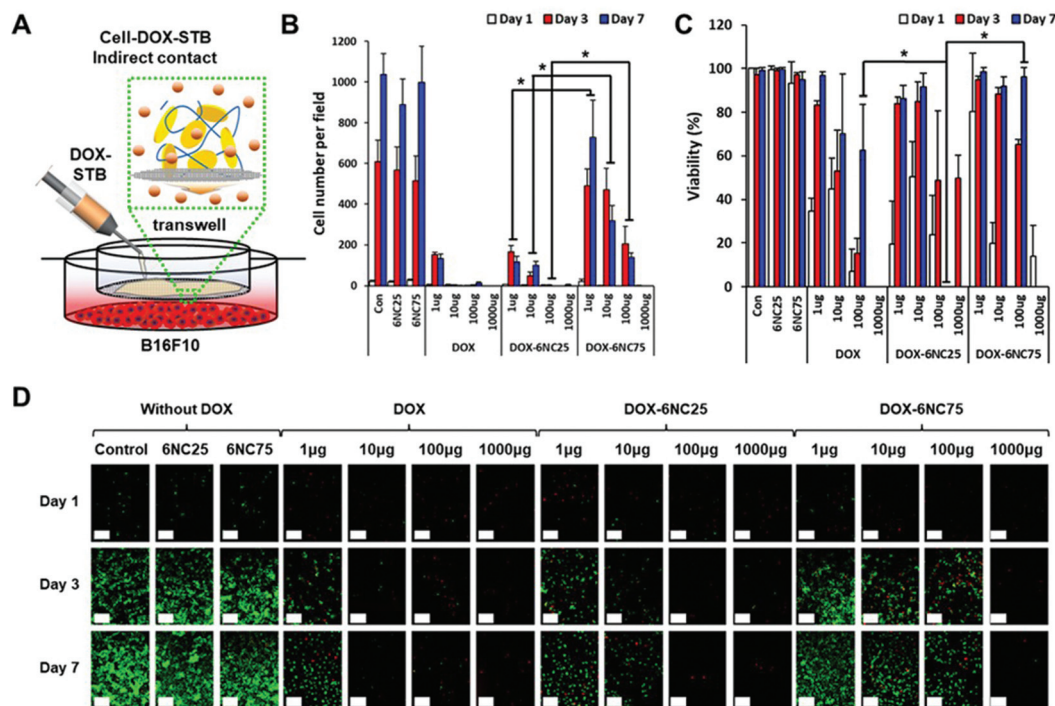 A
Cell-DOX-STB
Indirect contact
DOX-
STB
transwell
B16F10
B
Day 1 Day 3 Day 7
Cell number per field
1200
1000
800
600
400
200
0
* * *
Con 6NC25 6NC75 1ug 10ug 100ug 1000ug 1ug 10ug 100ug 1000ug 1ug 10ug 100ug 1000ug
DOX DOX-6NC25 DOX-6NC75
C
Day 1 Day 3 Day 7
Viability (%)
120
100
80
60
40
20
0
* *
Con 6NC25 6NC75 1ug 10ug 100ug 1000ug 1ug 10ug 100ug 1000ug 1ug 10ug 100ug 1000ug
DOX DOX-6NC25 DOX-6NC75
D
Without DOX DOX DOX-6NC25 DOX-6NC75
Control 6NC25 6NC75 1µg 10µg 100µg 1000µg 1µg 10µg 100µg 1000µg 1µg 10µg 100µg 1000µg
Day 1
Day 3
Day 7